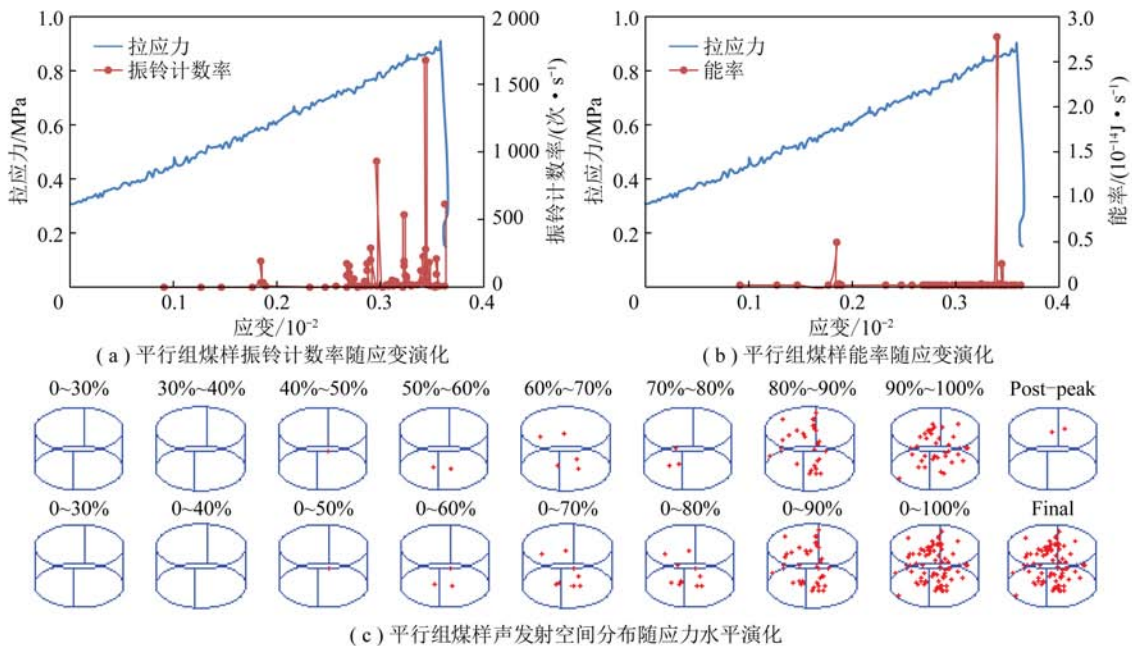 1.0
0.8
0.6
0.4
0.2
拉应力/MPa
拉应力
振铃计数率
2 000
1 500
1 000
500
0
振铃计数率/(次·s⁻¹)
0 0.1 0.2 0.3 0.4
应变/10⁻²
(a)平行组煤样振铃计数率随应变演化
1.0
0.8
0.6
0.4
0.2
拉应力/MPa
拉应力
能率
3.0
2.5
2.0
1.5
1.0
0.5
0
能率/(10⁻¹⁴J·s⁻¹)
0 0.1 0.2 0.3 0.4
应变/10⁻²
(b)平行组煤样能率随应变演化
0~30% 30%~40% 40%~50% 50%~60% 60%~70% 70%~80% 80%~90% 90%~100% Post-peak
0~30% 0~40% 0~50% 0~60% 0~70% 0~80% 0~90% 0~100% Final
(c)平行组煤样声发射空间分布随应力水平演化